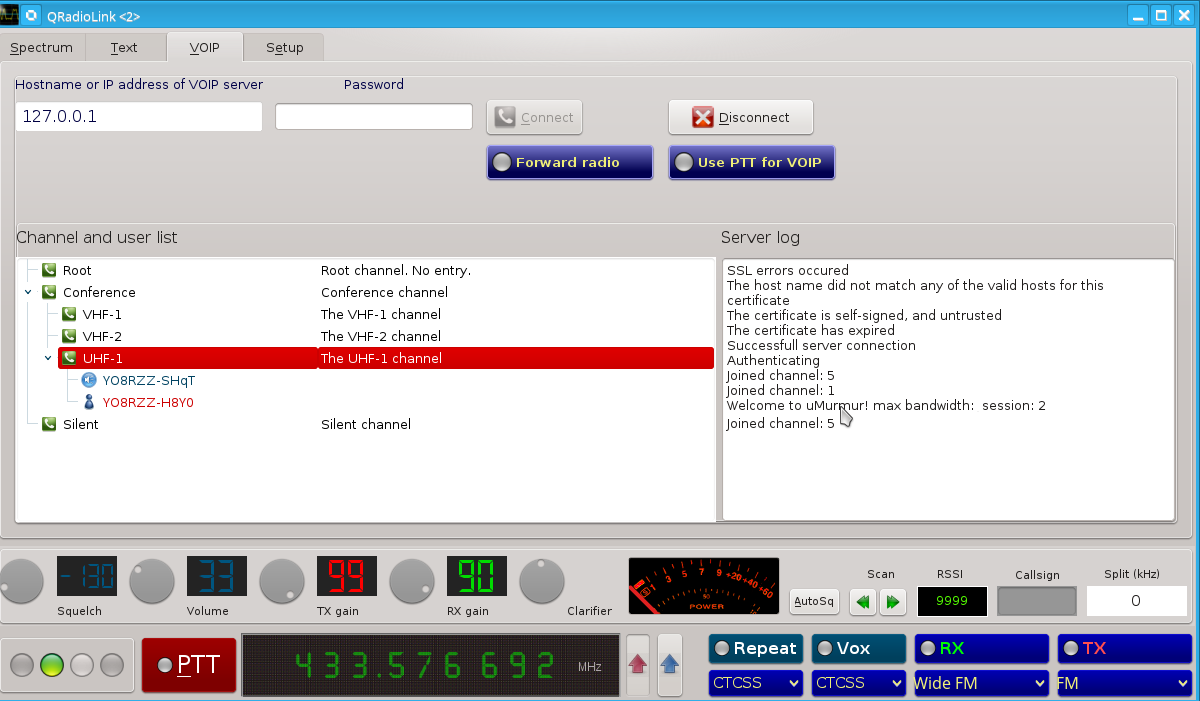 QRadioLink <2>
Spectrum Text VOIP Setup
Hostname or IP address of VOIP server Password
127.0.0.1 Connect Disconnect
Forward radio Use PTT for VOIP
Channel and user list Server log
Root Root channel. No entry.
Conference Conference channel
VHF-1 The VHF-1 channel
VHF-2 The VHF-2 channel
UHF-1 The UHF-1 channel
YO8RZZ-SHqT
YO8RZZ-H8Y0
Silent Silent channel
SSL errors occured
The host name did not match any of the valid hosts for this
certificate
The certificate is self-signed, and untrusted
The certificate has expired
Successfull server connection
Authenticating
Joined channel: 5
Joined channel: 1
Welcome to uMurmur! max bandwidth: session: 2
Joined channel: 5
-130 33 99 90
Squelch Volume TX gain RX gain Clarifier
1 3 5 7 9 +20 +40 +60
50
POWER
AutoSq
Scan RSSI Callsign Split (kHz)
9999 0
PTT 433.576 692 MHz
Repeat Vox RX TX
CTCSS CTCSS Wide FM FM